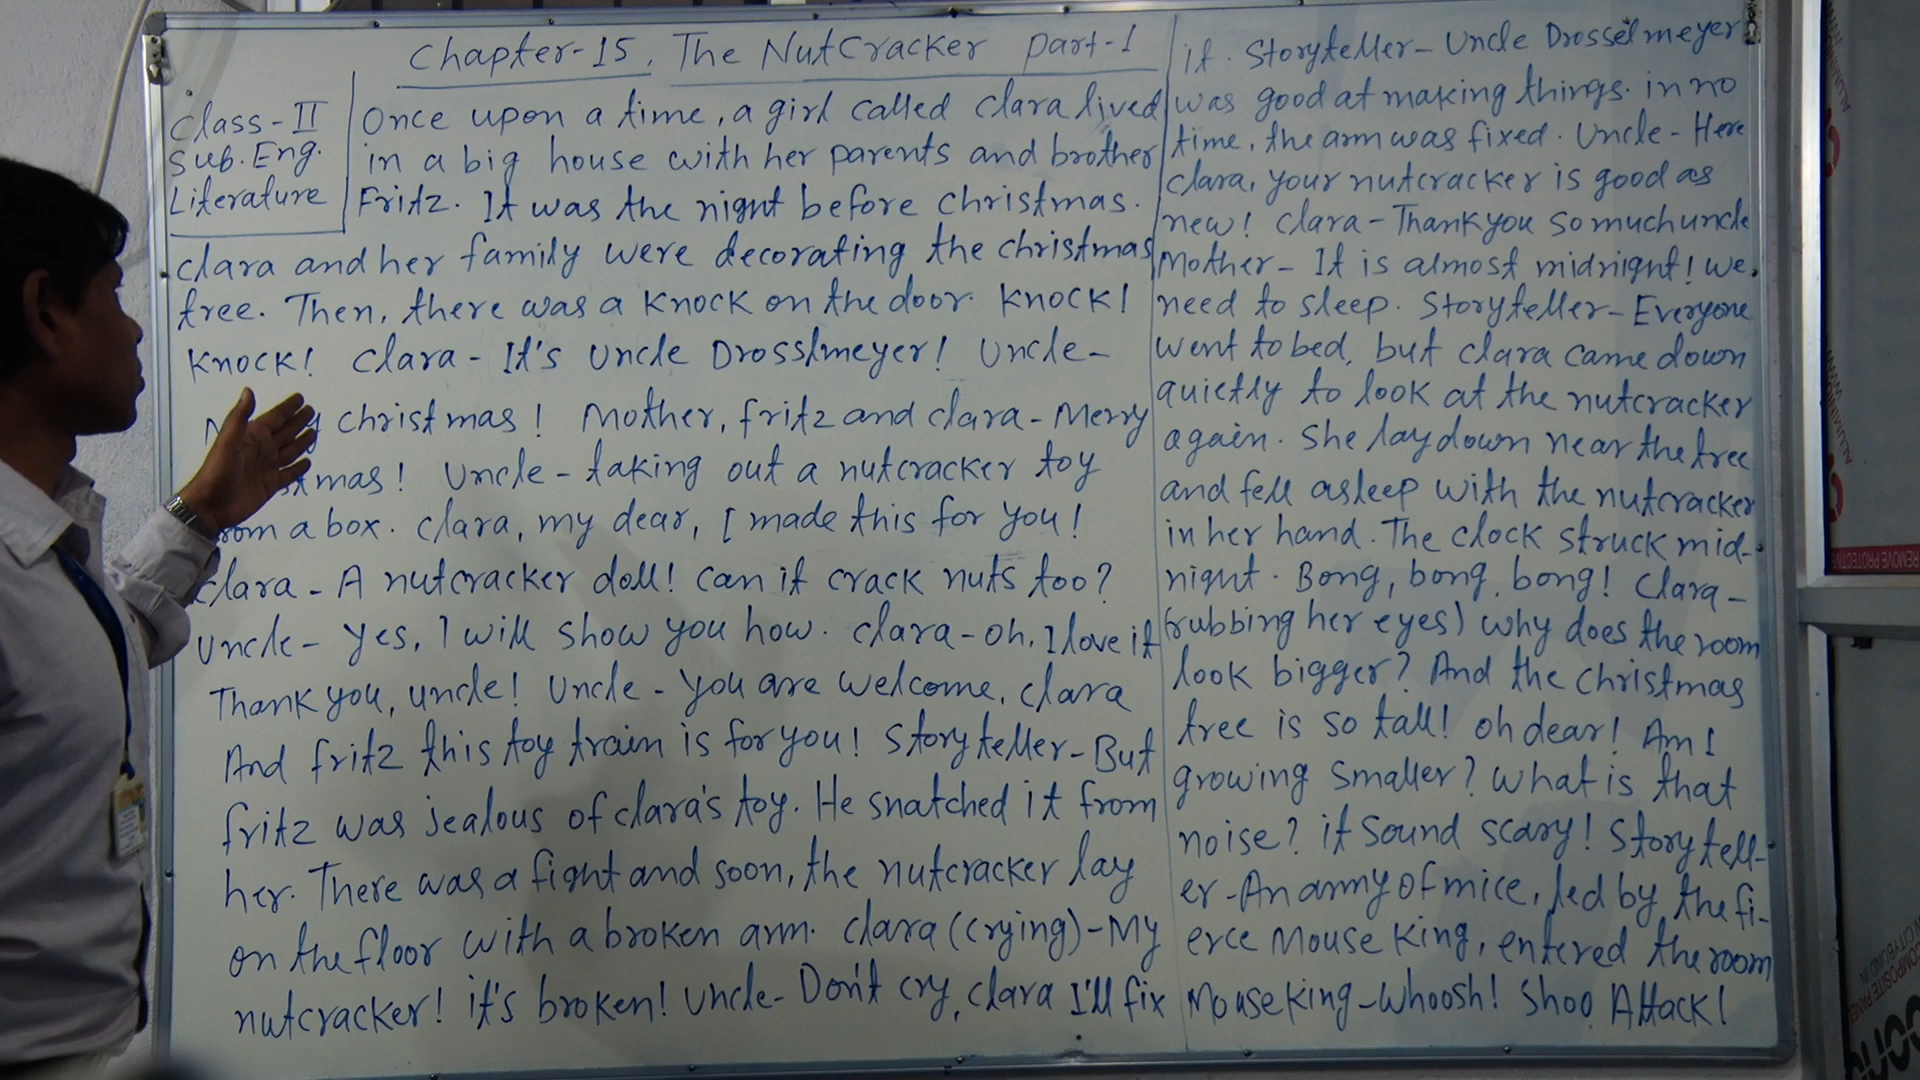 Chapter-15, The NutCracker Part-1
Class-II
Sub. Eng.
Literature
Once upon a time, a girl called Clara lived
in a big house with her parents and brother
Fritz. It was the night before christmas.
Clara and her family were decorating the christmas
tree. Then, there was a knock on the door. Knock!
Knock! Clara - It's Uncle Drosslmeyer! Uncle-
christmas! Mother, fritz and clara - Merry
mas! Uncle - taking out a nutcracker toy
a box. Clara, my dear, I made this for you!
Clara - A nutcracker doll! Can it crack nuts too?
Uncle - Yes, I will show you how. Clara - oh, I love it
Thank you, uncle! Uncle - You are welcome, Clara
And fritz this toy train is for you! Storyteller - But
fritz was jealous of clara's toy. He snatched it from
her. There was a fight and soon, the nutcracker lay
on the floor with a broken arm. Clara (crying) - My
nutcracker! it's broken! Uncle - Don't cry, Clara I'll fix
it. Storyteller - Uncle Drosselmeyer
was good at making things. in no
time, the arm was fixed. Uncle - Here
Clara, your nutcracker is good as
new! Clara - Thank you so much uncle
Mother - It is almost midnight! we
need to sleep. Storyteller - Everyone
went to bed, but clara came down
quietly to look at the nutcracker
again. She lay down near the tree
and fell asleep with the nutcracker
in her hand. The clock struck mid-
night. Bong, bong, bong! Clara -
(rubbing her eyes) why does the room
look bigger? And the christmas
tree is so tall! oh dear! Am I
growing smaller? What is that
noise? it sound scary! Storytell-
er - An army of mice, led by the fi-
erce Mouse King, entered the room
Mouse King - Whoosh! Shoo Attack!